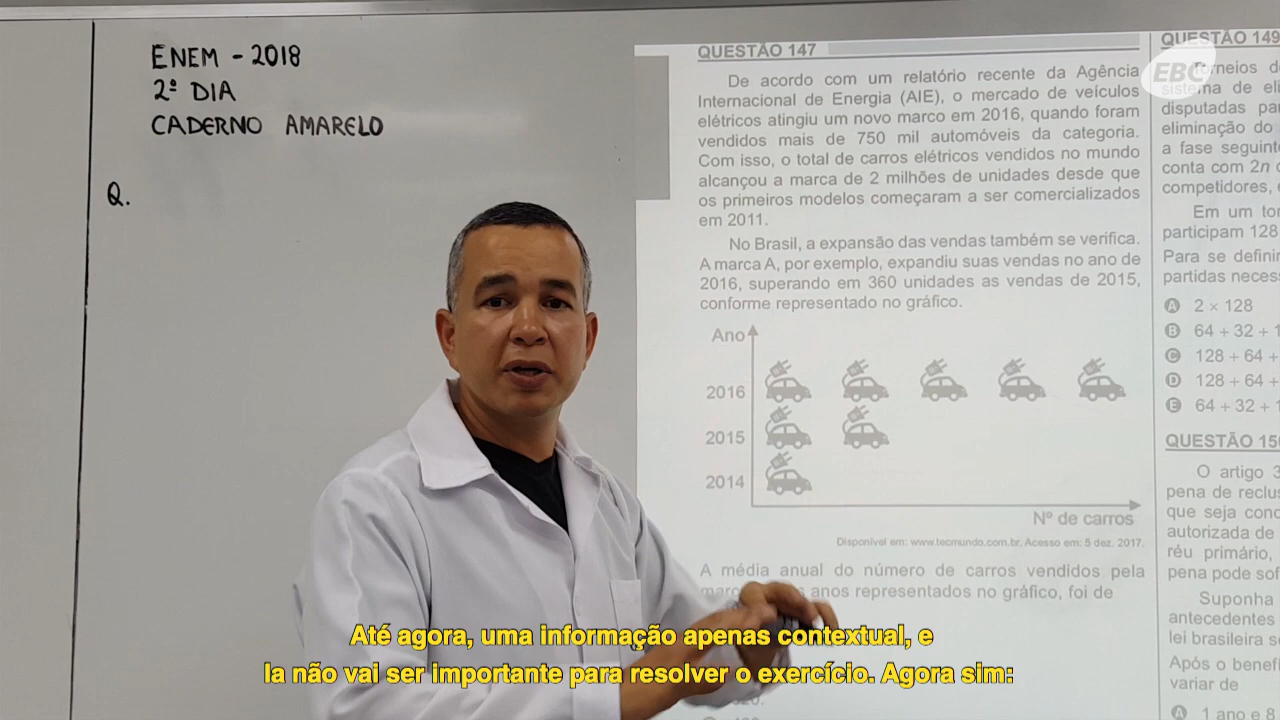 ENEM - 2018
2º DIA
CADERNO AMARELO
Q.
QUESTÃO 147
De acordo com um relatório recente da Agência
Internacional de Energia (AIE), o mercado de veículos
elétricos atingiu um novo marco em 2016, quando foram
vendidos mais de 750 mil automóveis da categoria.
Com isso, o total de carros elétricos vendidos no mundo
alcançou a marca de 2 milhões de unidades desde que
os primeiros modelos começaram a ser comercializados
em 2011.
No Brasil, a expansão das vendas também se verifica.
A marca A, por exemplo, expandiu suas vendas no ano de
2016, superando em 360 unidades as vendas de 2015,
conforme representado no gráfico.
Ano
2016
2015
2014
Nº de carros
Disponível em: www.tecmundo.com.br. Acesso em: 5 dez. 2017.
A média anual do número de carros vendidos pela
anos representados no gráfico, foi de
QUESTÃO 149
EBC
disputadas
eliminação do
a fase
conta com 2n
competidores,
Em um
participam 128
Para se
partidas
A 2 × 128
B 64 + 32 +
C 128 + 64 +
D 128 + 64 +
E 64 + 32 +
QUESTÃO
O artigo
pena de
que seja
autorizada de
réu primário,
pena pode
Suponha
antecedentes
lei brasileira
Após o
variar de
A 1 ano e 8
Até agora, uma informação apenas contextual, e
la não vai ser importante para resolver o exercício. Agora sim: